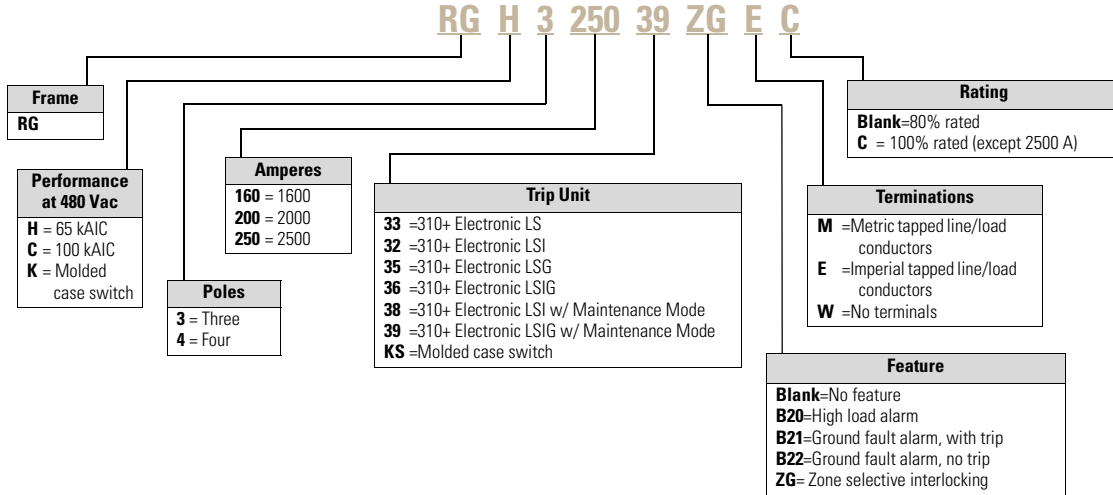 RG H 3 250 39 ZG E C
Frame
RG
Performance
at 480 Vac
H = 65 kAIC
C = 100 kAIC
K = Molded
case switch
Poles
3 = Three
4 = Four
Amperes
160 = 1600
200 = 2000
250 = 2500
Trip Unit
33 =310+ Electronic LS
32 =310+ Electronic LSI
35 =310+ Electronic LSG
36 =310+ Electronic LSIG
38 =310+ Electronic LSI w/ Maintenance Mode
39 =310+ Electronic LSIG w/ Maintenance Mode
KS =Molded case switch
Feature
Blank=No feature
B20=High load alarm
B21=Ground fault alarm, with trip
B22=Ground fault alarm, no trip
ZG= Zone selective interlocking
Terminations
M =Metric tapped line/load
conductors
E =Imperial tapped line/load
conductors
W =No terminals
Rating
Blank=80% rated
C = 100% rated (except 2500 A)